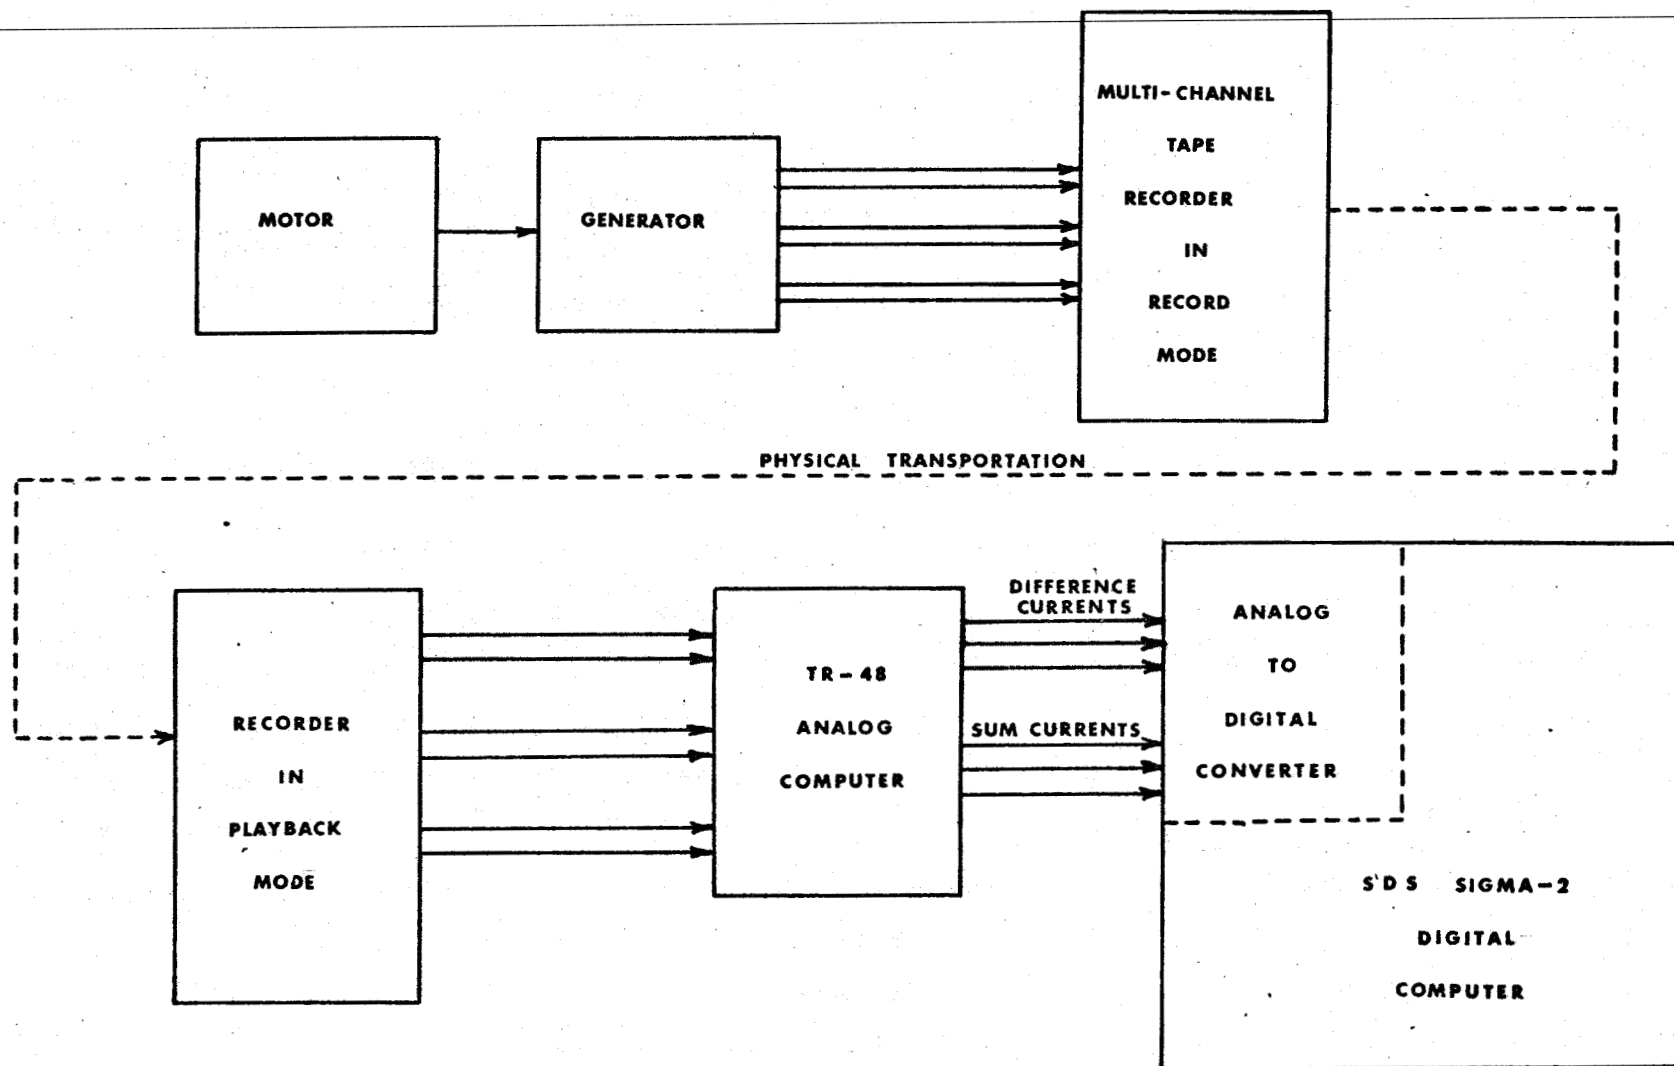 MOTOR
GENERATOR
MULTI-CHANNEL
TAPE
RECORDER
IN
RECORD
MODE
PHYSICAL TRANSPORTATION
RECORDER
IN
PLAYBACK
MODE
TR-48
ANALOG
COMPUTER
DIFFERENCE
CURRENTS
SUM CURRENTS
ANALOG
TO
DIGITAL
CONVERTER
SDS SIGMA-2
DIGITAL
COMPUTER